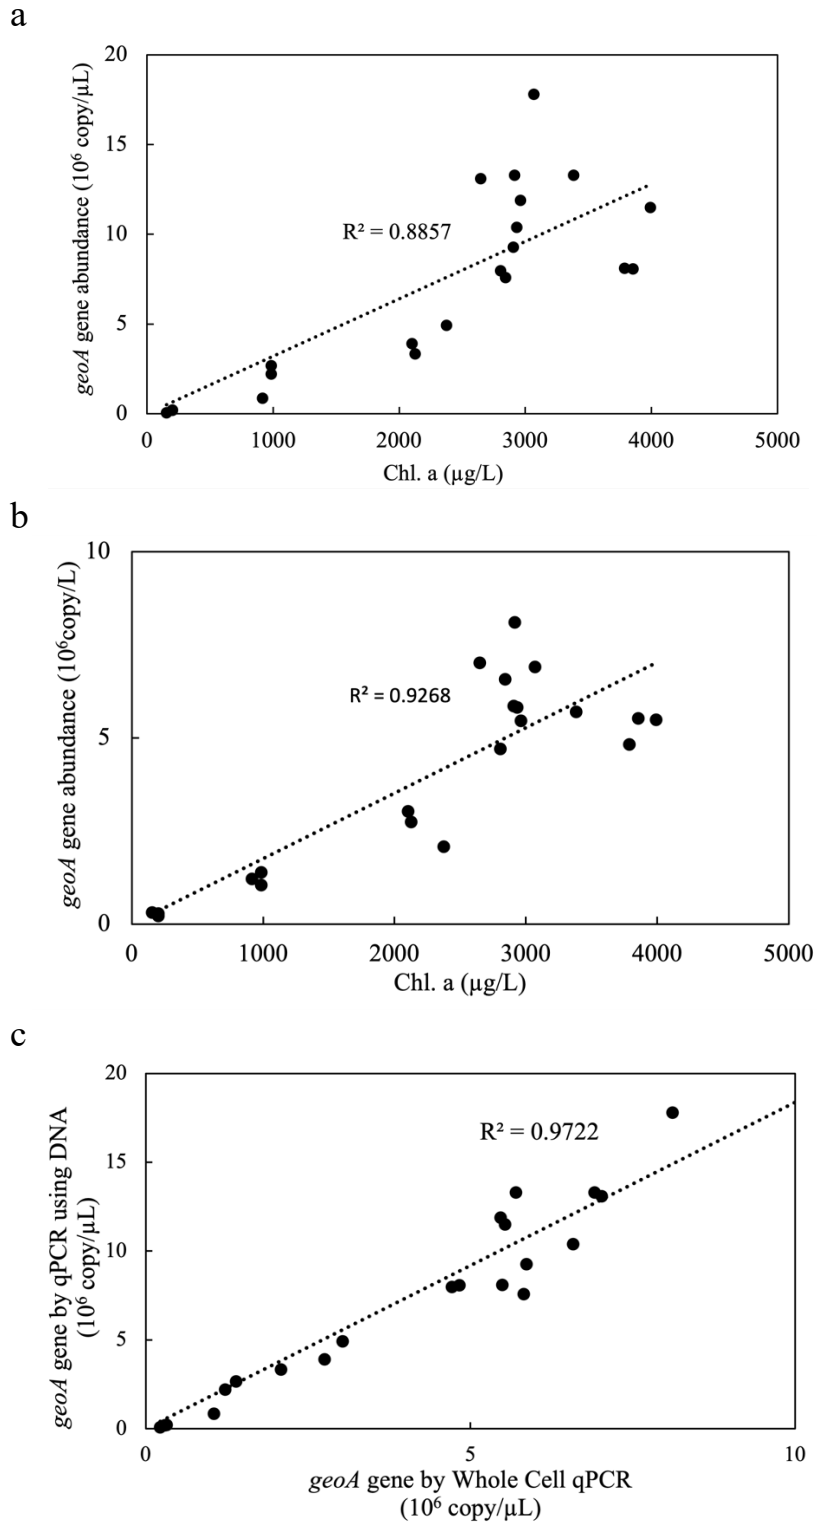 a
20
15
10
5
0
geoA gene abundance (10⁶ copy/µL)
R² = 0.8857
0 1000 2000 3000 4000 5000
Chl. a (µg/L)
b
10
5
0
geoA gene abundance (10⁶copy/L)
R² = 0.9268
0 1000 2000 3000 4000 5000
Chl. a (µg/L)
c
20
15
10
5
0
geoA gene by qPCR using DNA
(10⁶ copy/µL)
R² = 0.9722
0 5 10
geoA gene by Whole Cell qPCR
(10⁶ copy/µL)